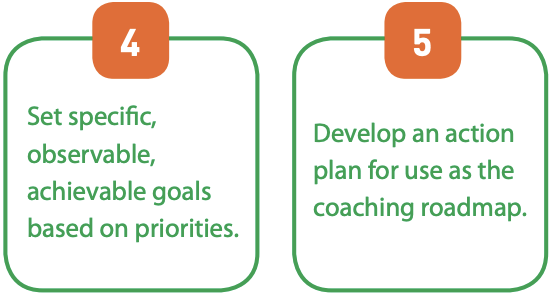 4
Set specific,
observable,
achievable goals
based on priorities.
5
Develop an action
plan for use as the
coaching roadmap.